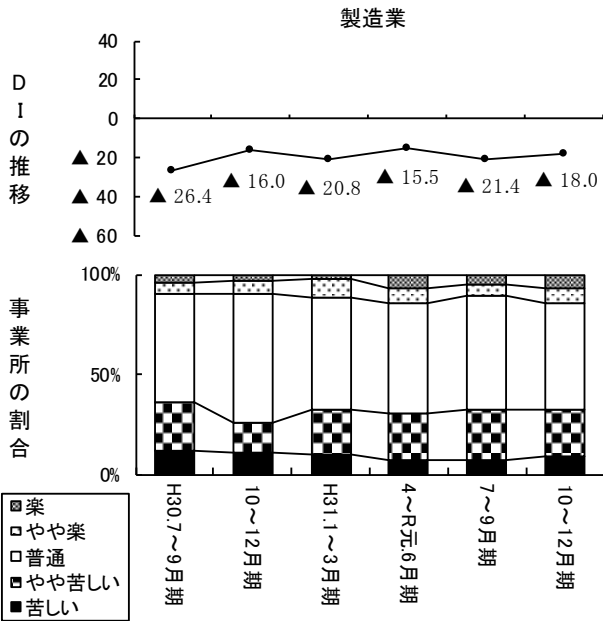 製造業
DIの推移
40
20
0
▲ 20
▲ 40
▲ 60
▲ 26.4
▲ 16.0
▲ 20.8
▲ 15.5
▲ 21.4
▲ 18.0
事業所の割合
100%
50%
0%
H30.7～9月期
10～12月期
H31.1～3月期
4～R元.6月期
7～9月期
10～12月期
楽
やや楽
普通
やや苦しい
苦しい